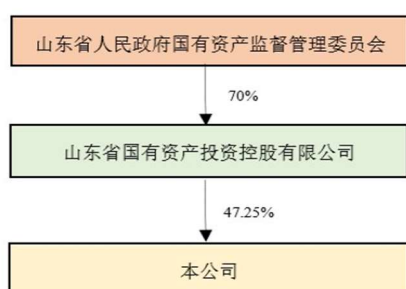 山东省人民政府国有资产监督管理委员会
70%
山东省国有资产投资控股有限公司
47.25%
本公司